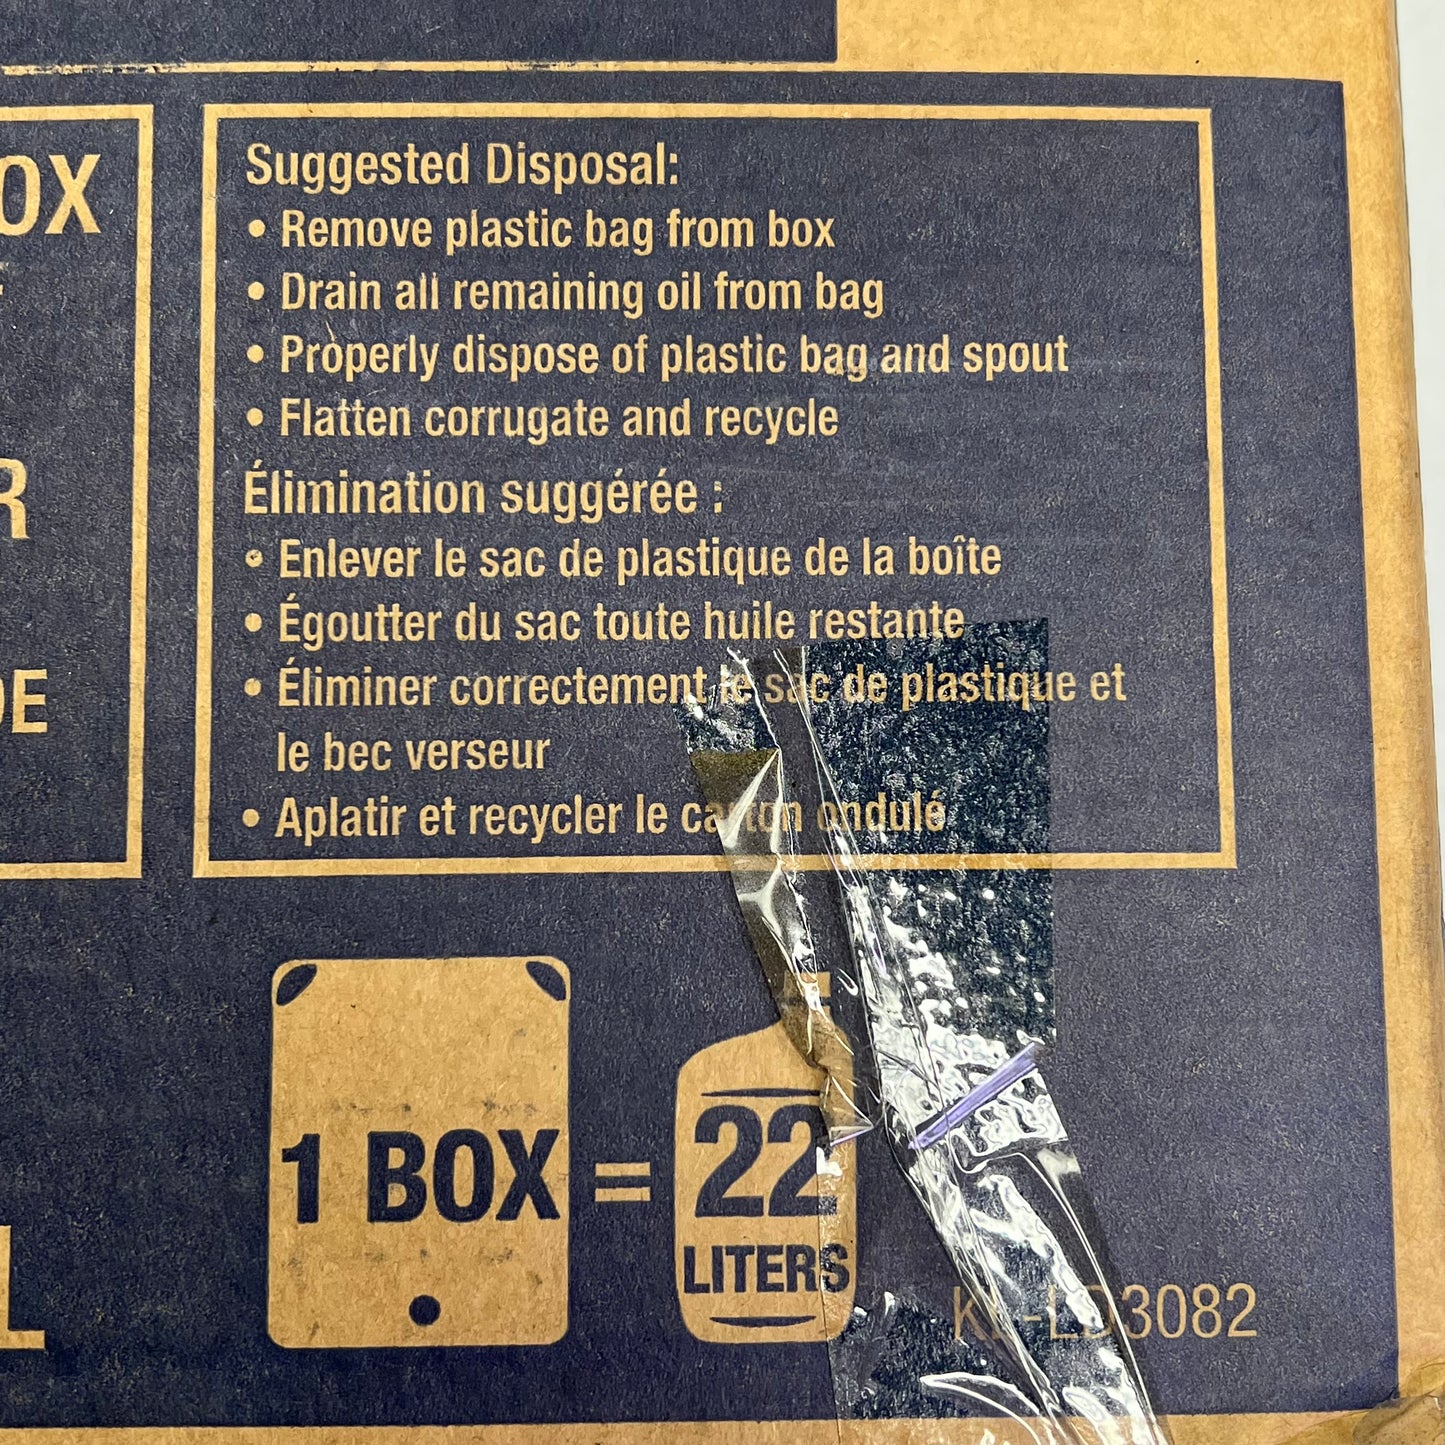 OX
R
DE
L
Suggested Disposal:
• Remove plastic bag from box
• Drain all remaining oil from bag
• Properly dispose of plastic bag and spout
• Flatten corrugate and recycle
Élimination suggérée :
• Enlever le sac de plastique de la boîte
• Égoutter du sac toute huile restante
• Éliminer correctement le sac de plastique et
le bec verseur
• Aplatir et recycler le carton ondulé
1 BOX = 22
LITERS